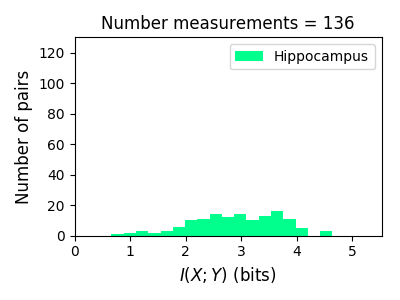 Number measurements = 136
Hippocampus
Number of pairs
120
100
80
60
40
20
0
0 1 2 3 4 5
I(X; Y) (bits)